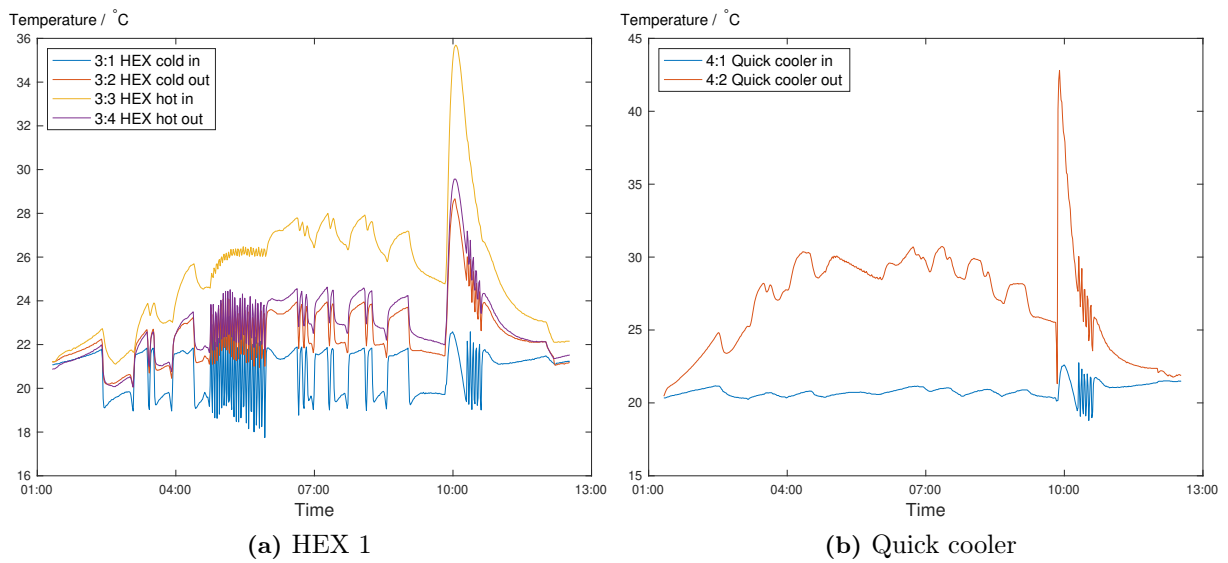 Temperature / °C
36
34
32
30
28
26
24
22
20
18
16
01:00
04:00
07:00
10:00
13:00
Time
3:1 HEX cold in
3:2 HEX cold out
3:3 HEX hot in
3:4 HEX hot out
(a) HEX 1
Temperature / °C
45
40
35
30
25
20
15
01:00
04:00
07:00
10:00
13:00
Time
4:1 Quick cooler in
4:2 Quick cooler out
(b) Quick cooler